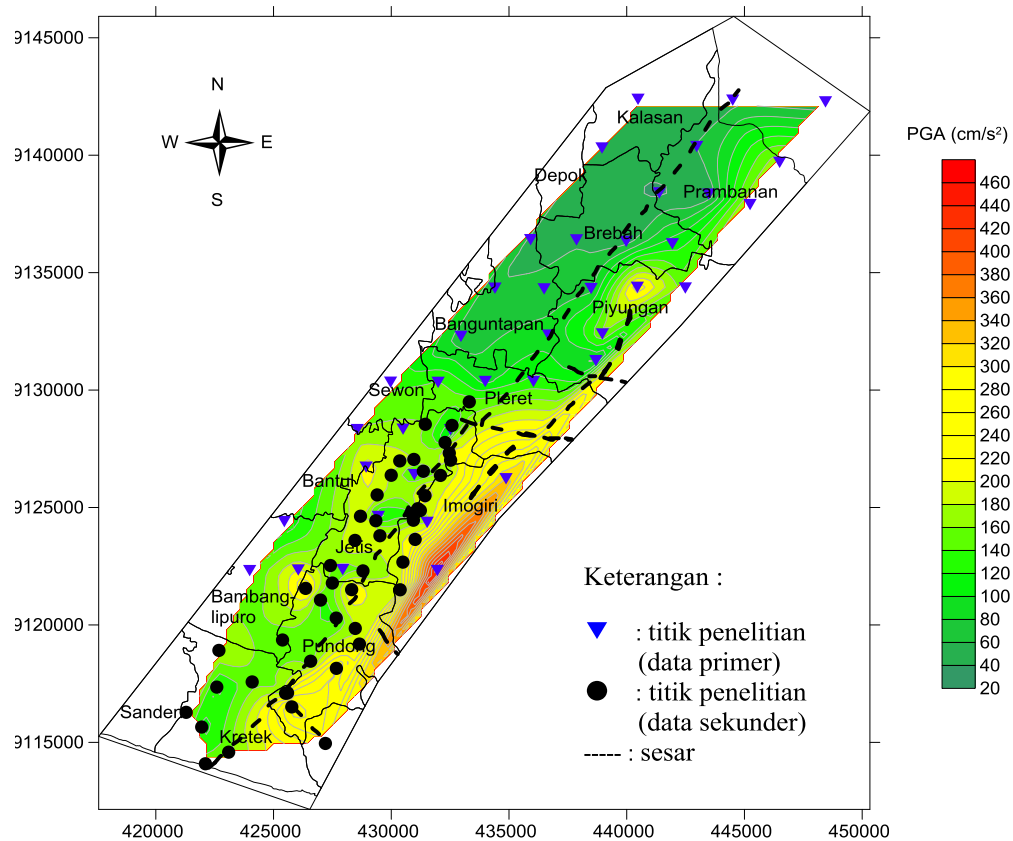 9145000
9140000
9135000
9130000
9125000
9120000
9115000
420000 425000 430000 435000 440000 445000 450000
N
W E
S
Kalasan
Depok
Prambanan
Brebah
Piyungan
Banguntapan
Sewon
Pleret
Bantul
Imogiri
Jetis
Bambang-
lipuro
Pundong
Sanden
Kretek
Keterangan :
: titik penelitian
(data primer)
: titik penelitian
(data sekunder)
----- : sesar
PGA (cm/s²)
460
440
420
400
380
360
340
320
300
280
260
240
220
200
180
160
140
120
100
80
60
40
20